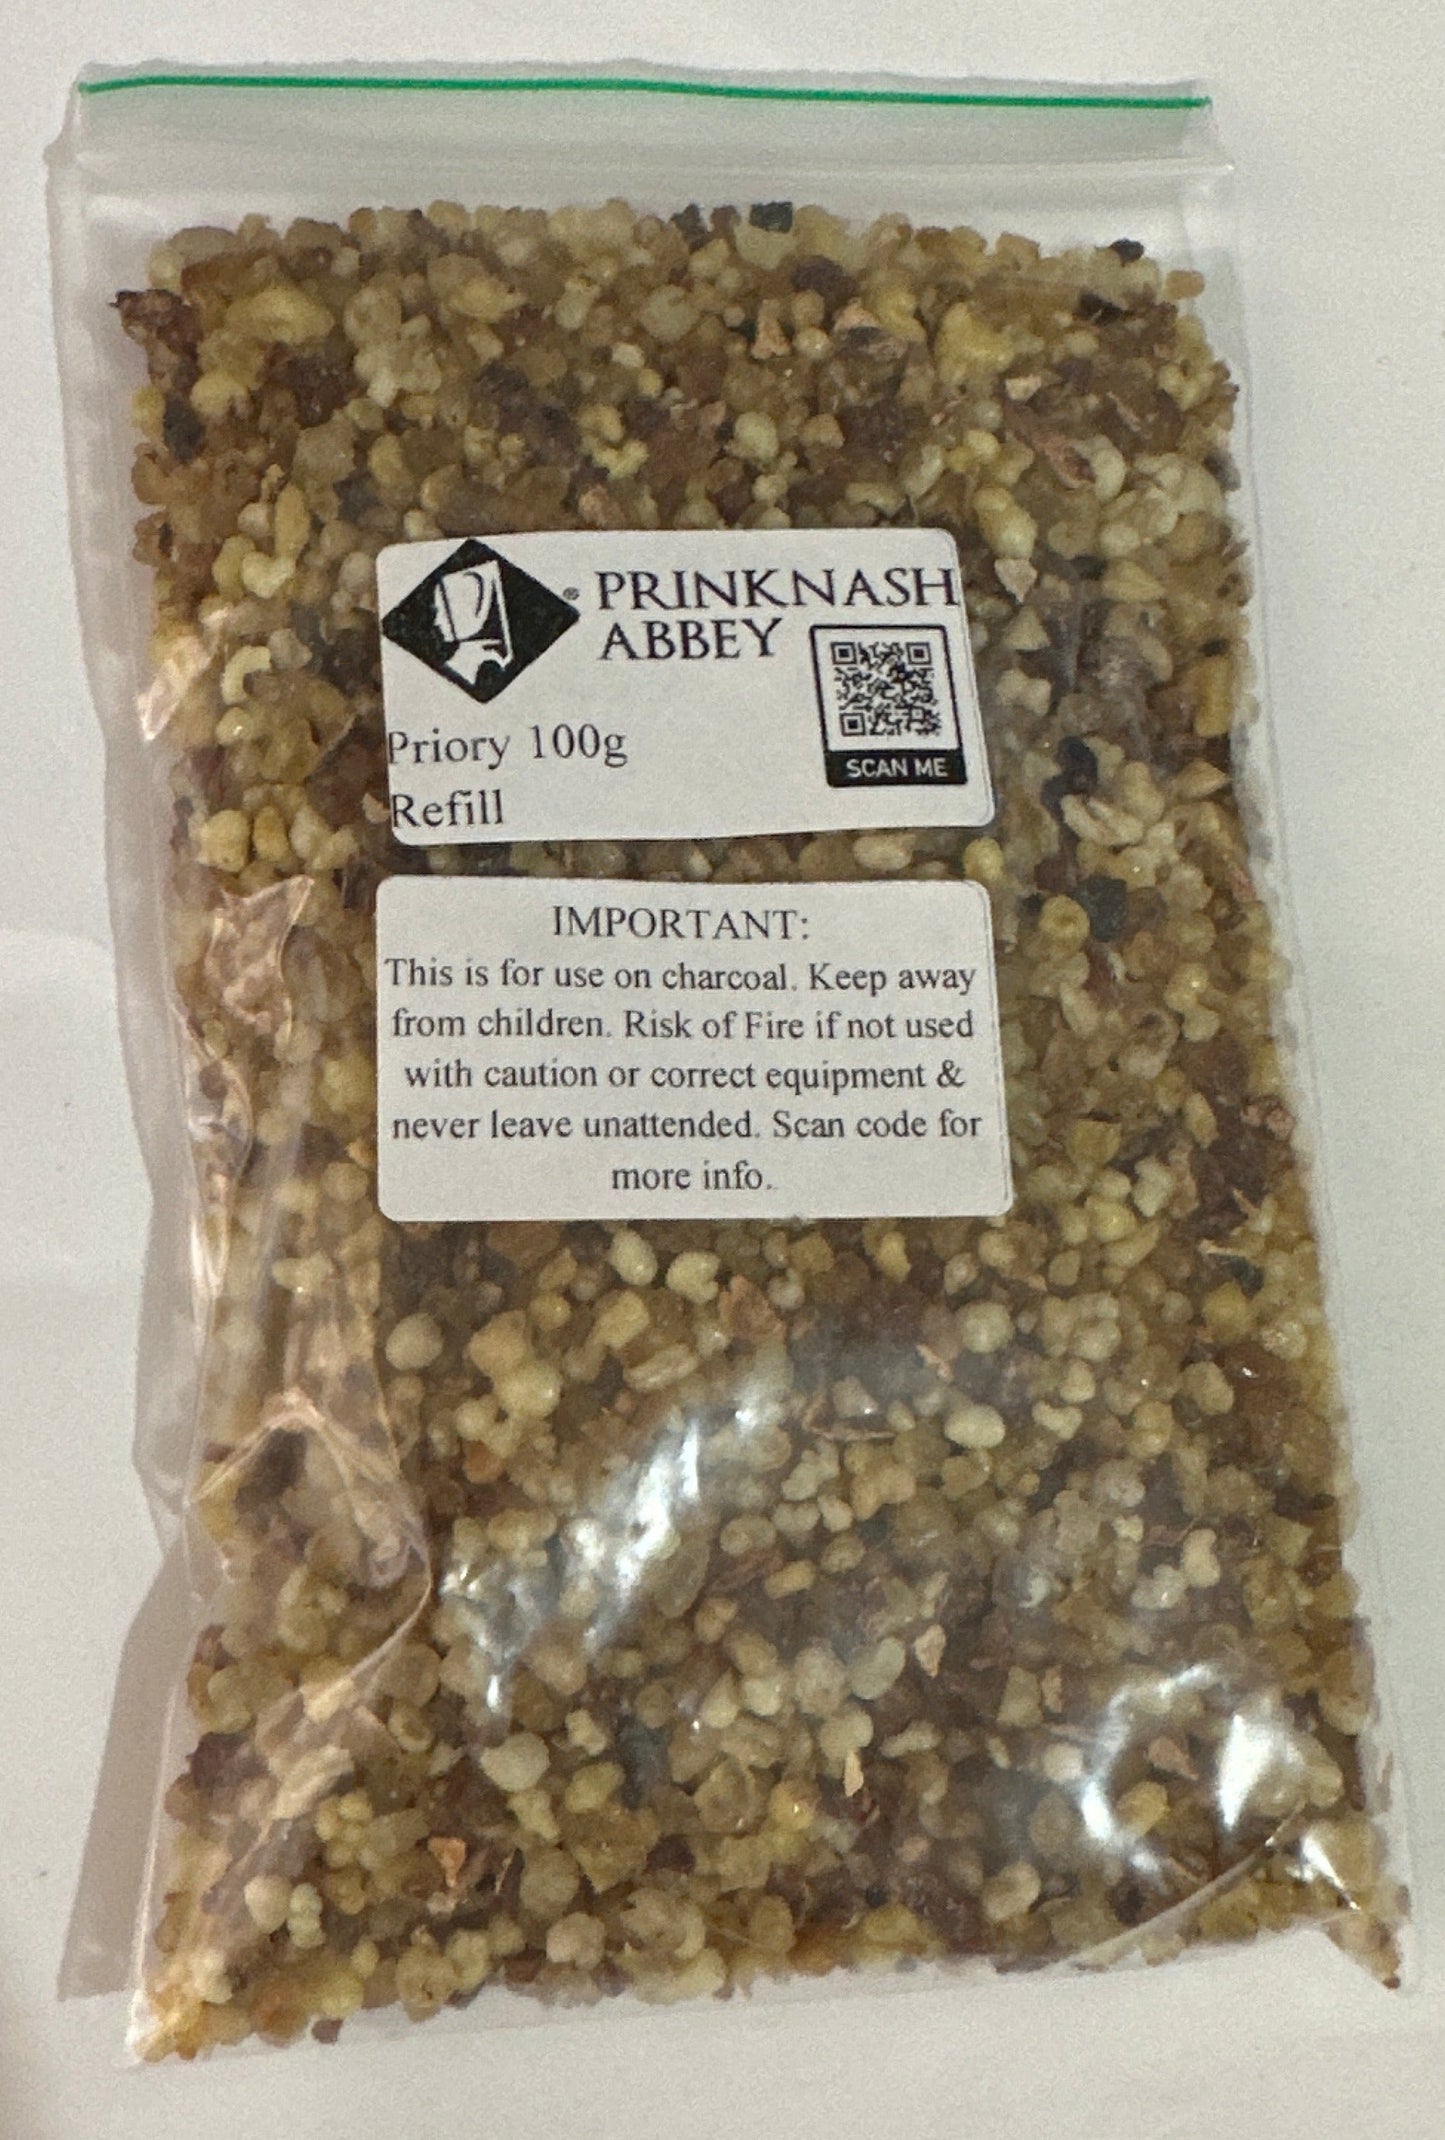 ® PRINKNASH
ABBEY
Priory 100g
Refill
SCAN ME
IMPORTANT:
This is for use on charcoal. Keep away
from children. Risk of Fire if not used
with caution or correct equipment &
never leave unattended. Scan code for
more info.